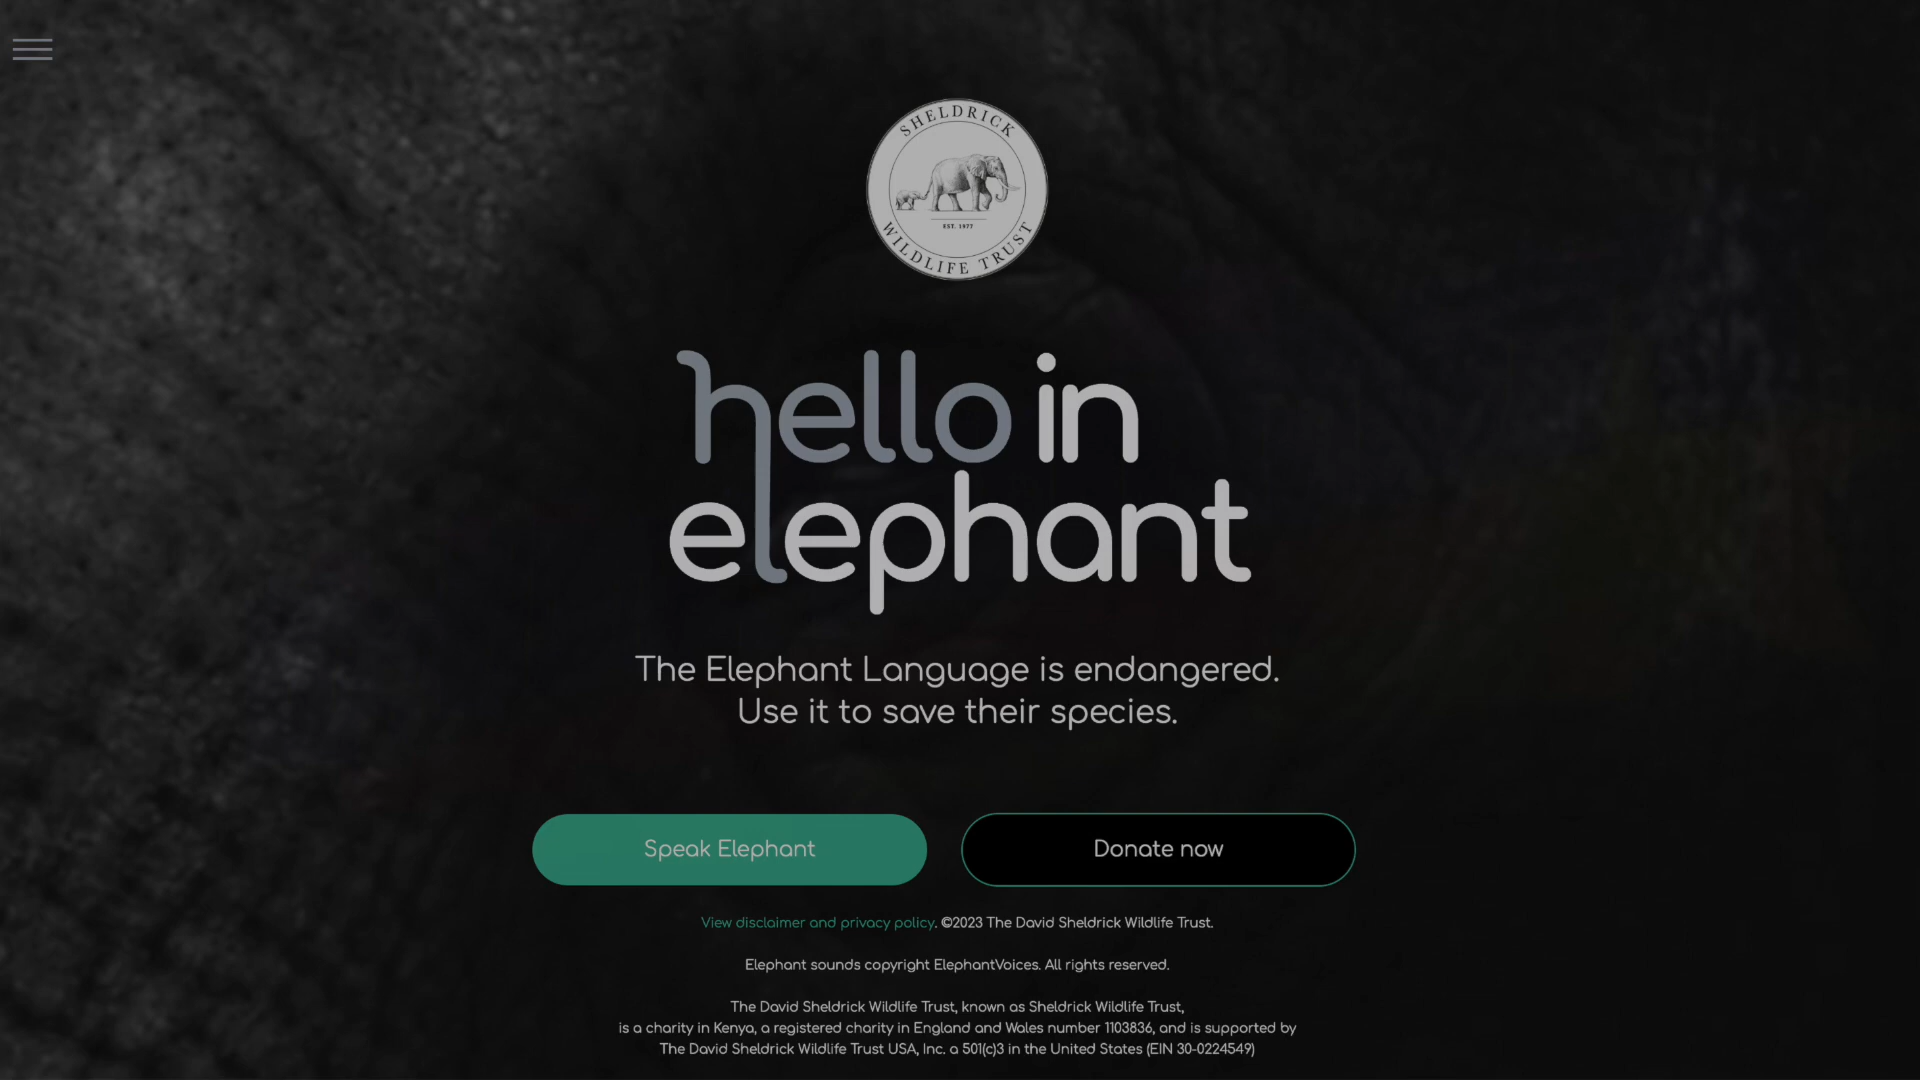 SHELDRICK
EST. 1977
WILDLIFE TRUST
hello in
elephant
The Elephant Language is endangered.
Use it to save their species.
Speak Elephant
Donate now
View disclaimer and privacy policy. ©2023 The David Sheldrick Wildlife Trust.
Elephant sounds copyright ElephantVoices. All rights reserved.
The David Sheldrick Wildlife Trust, known as Sheldrick Wildlife Trust,
is a charity in Kenya, a registered charity in England and Wales number 1103836, and is supported by
The David Sheldrick Wildlife Trust USA, Inc. a 501(c)3 in the United States (EIN 30-0224549)